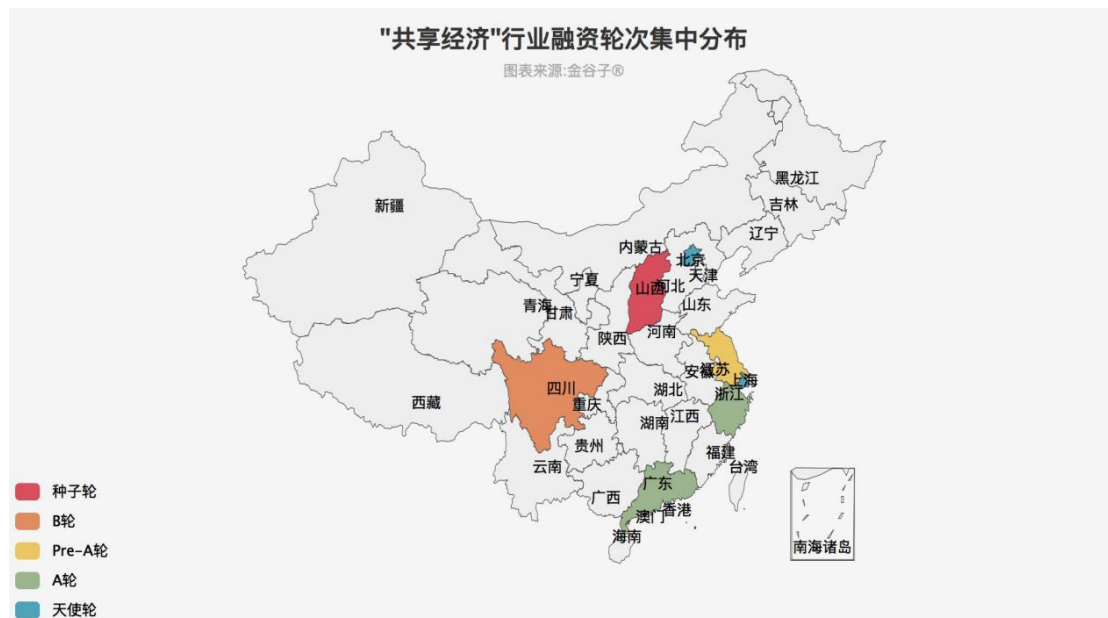 "共享经济"行业融资轮次集中分布
图表来源:金谷子®
黑龙江
吉林
新疆
辽宁
内蒙古
北京
天津
宁夏
山西
河北
青海
甘肃
山东
陕西
河南
安徽
江苏
上海
四川
湖北
浙江
西藏
重庆
湖南
江西
贵州
福建
云南
台湾
广东
广西
香港
澳门
海南
南海诸岛
种子轮
B轮
Pre-A轮
A轮
天使轮